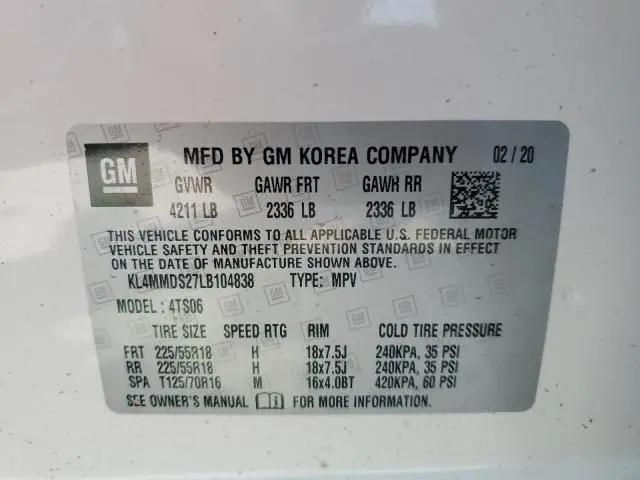 GM
MFD BY GM KOREA COMPANY 02 / 20
GVWR GAWR FRT GAWR RR
4211 LB 2336 LB 2336 LB
THIS VEHICLE CONFORMS TO ALL APPLICABLE U.S. FEDERAL MOTOR
VEHICLE SAFETY AND THEFT PREVENTION STANDARDS IN EFFECT
ON THE DATE OF MANUFACTURE SHOWN ABOVE.
KL4MMDS27LB104838 TYPE: MPV
MODEL : 4TS06
TIRE SIZE SPEED RTG RIM COLD TIRE PRESSURE
FRT 225/55R18 H 18x7.5J 240KPA, 35 PSI
RR 225/55R18 H 18x7.5J 240KPA, 35 PSI
SPA T125/70R16 M 16x4.0BT 420KPA, 60 PSI
SEE OWNER'S MANUAL FOR MORE INFORMATION.